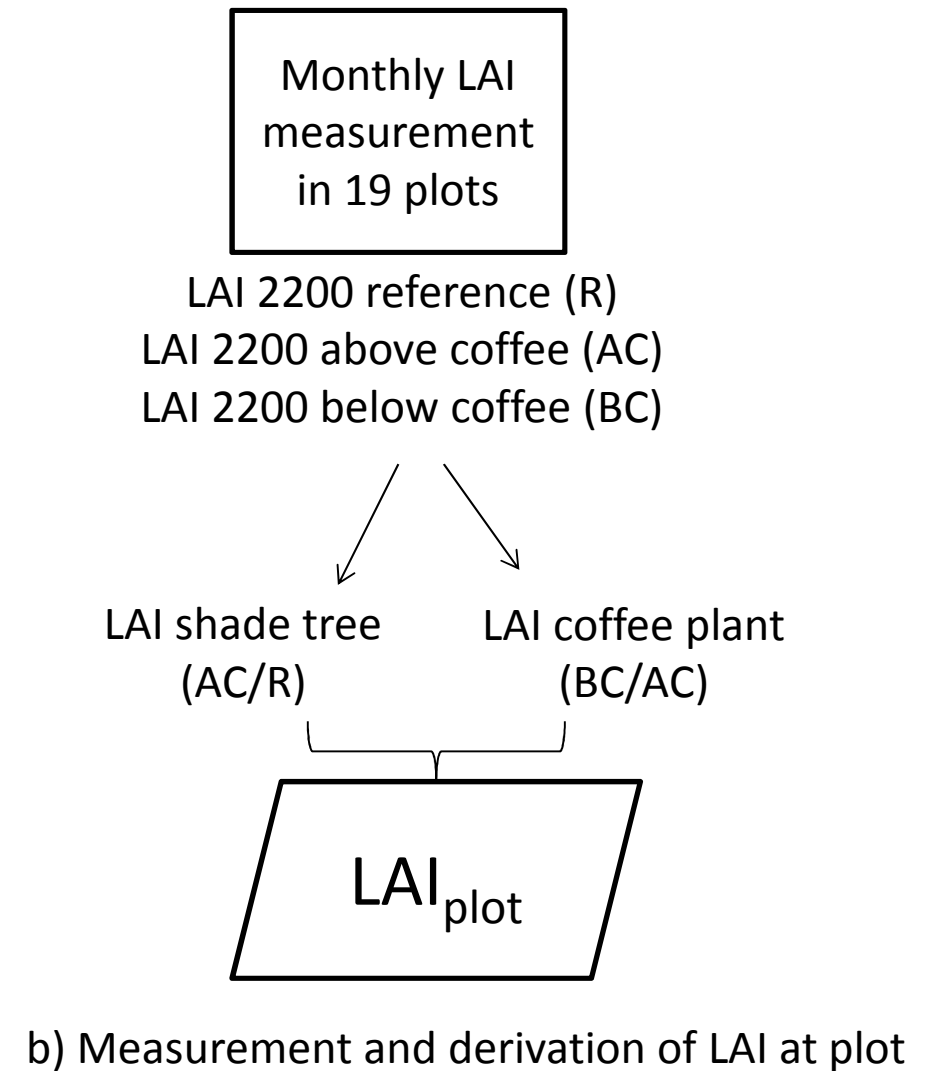 Monthly LAI
measurement
in 19 plots
LAI 2200 reference (R)
LAI 2200 above coffee (AC)
LAI 2200 below coffee (BC)
LAI shade tree
(AC/R)
LAI coffee plant
(BC/AC)
LAIplot
b) Measurement and derivation of LAI at plot